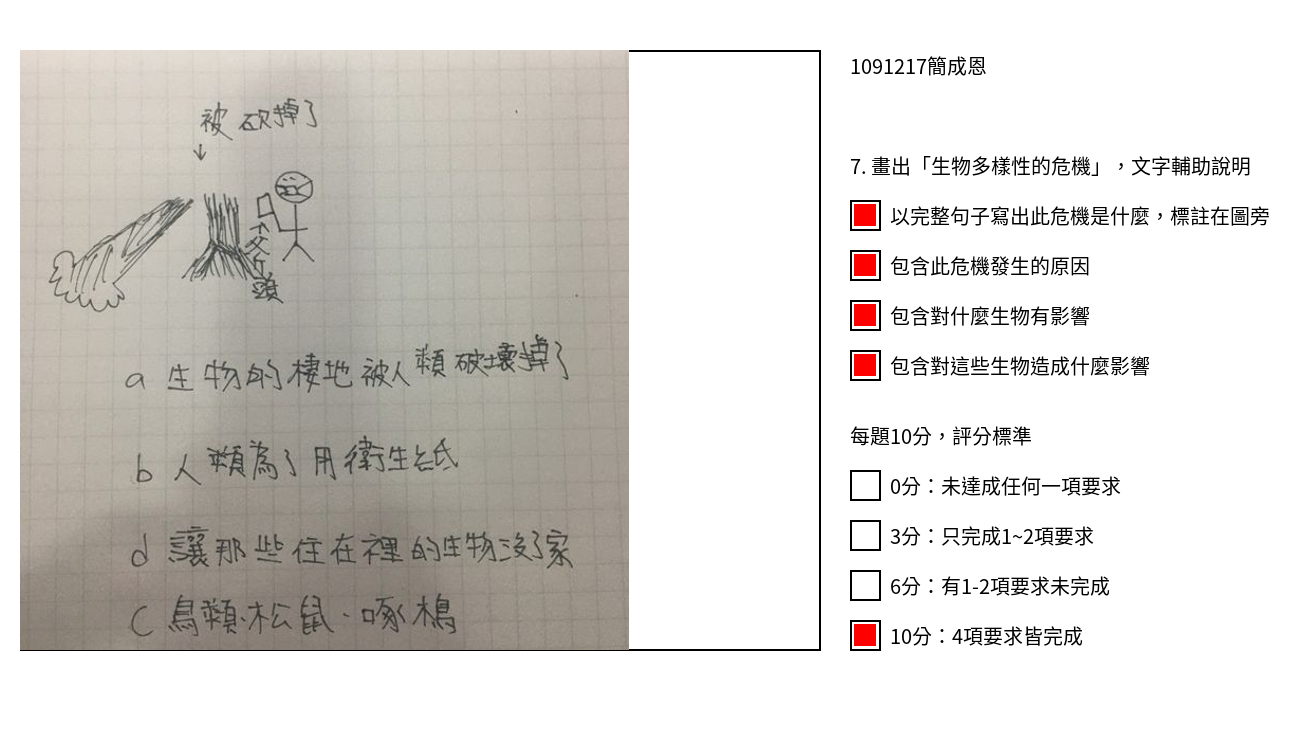 被砍掉了
↓
斧頭
a 生物的棲地被人類破壞掉了
b 人類為了用衛生紙
d 讓那些住在裡的生物沒了家
c 鳥類、松鼠、啄木鳥
1091217簡成恩
7. 畫出「生物多樣性的危機」，文字輔助說明
以完整句子寫出此危機是什麼，標註在圖旁
包含此危機發生的原因
包含對什麼生物有影響
包含對這些生物造成什麼影響
每題10分，評分標準
0分：未達成任何一項要求
3分：只完成1~2項要求
6分：有1-2項要求未完成
10分：4項要求皆完成